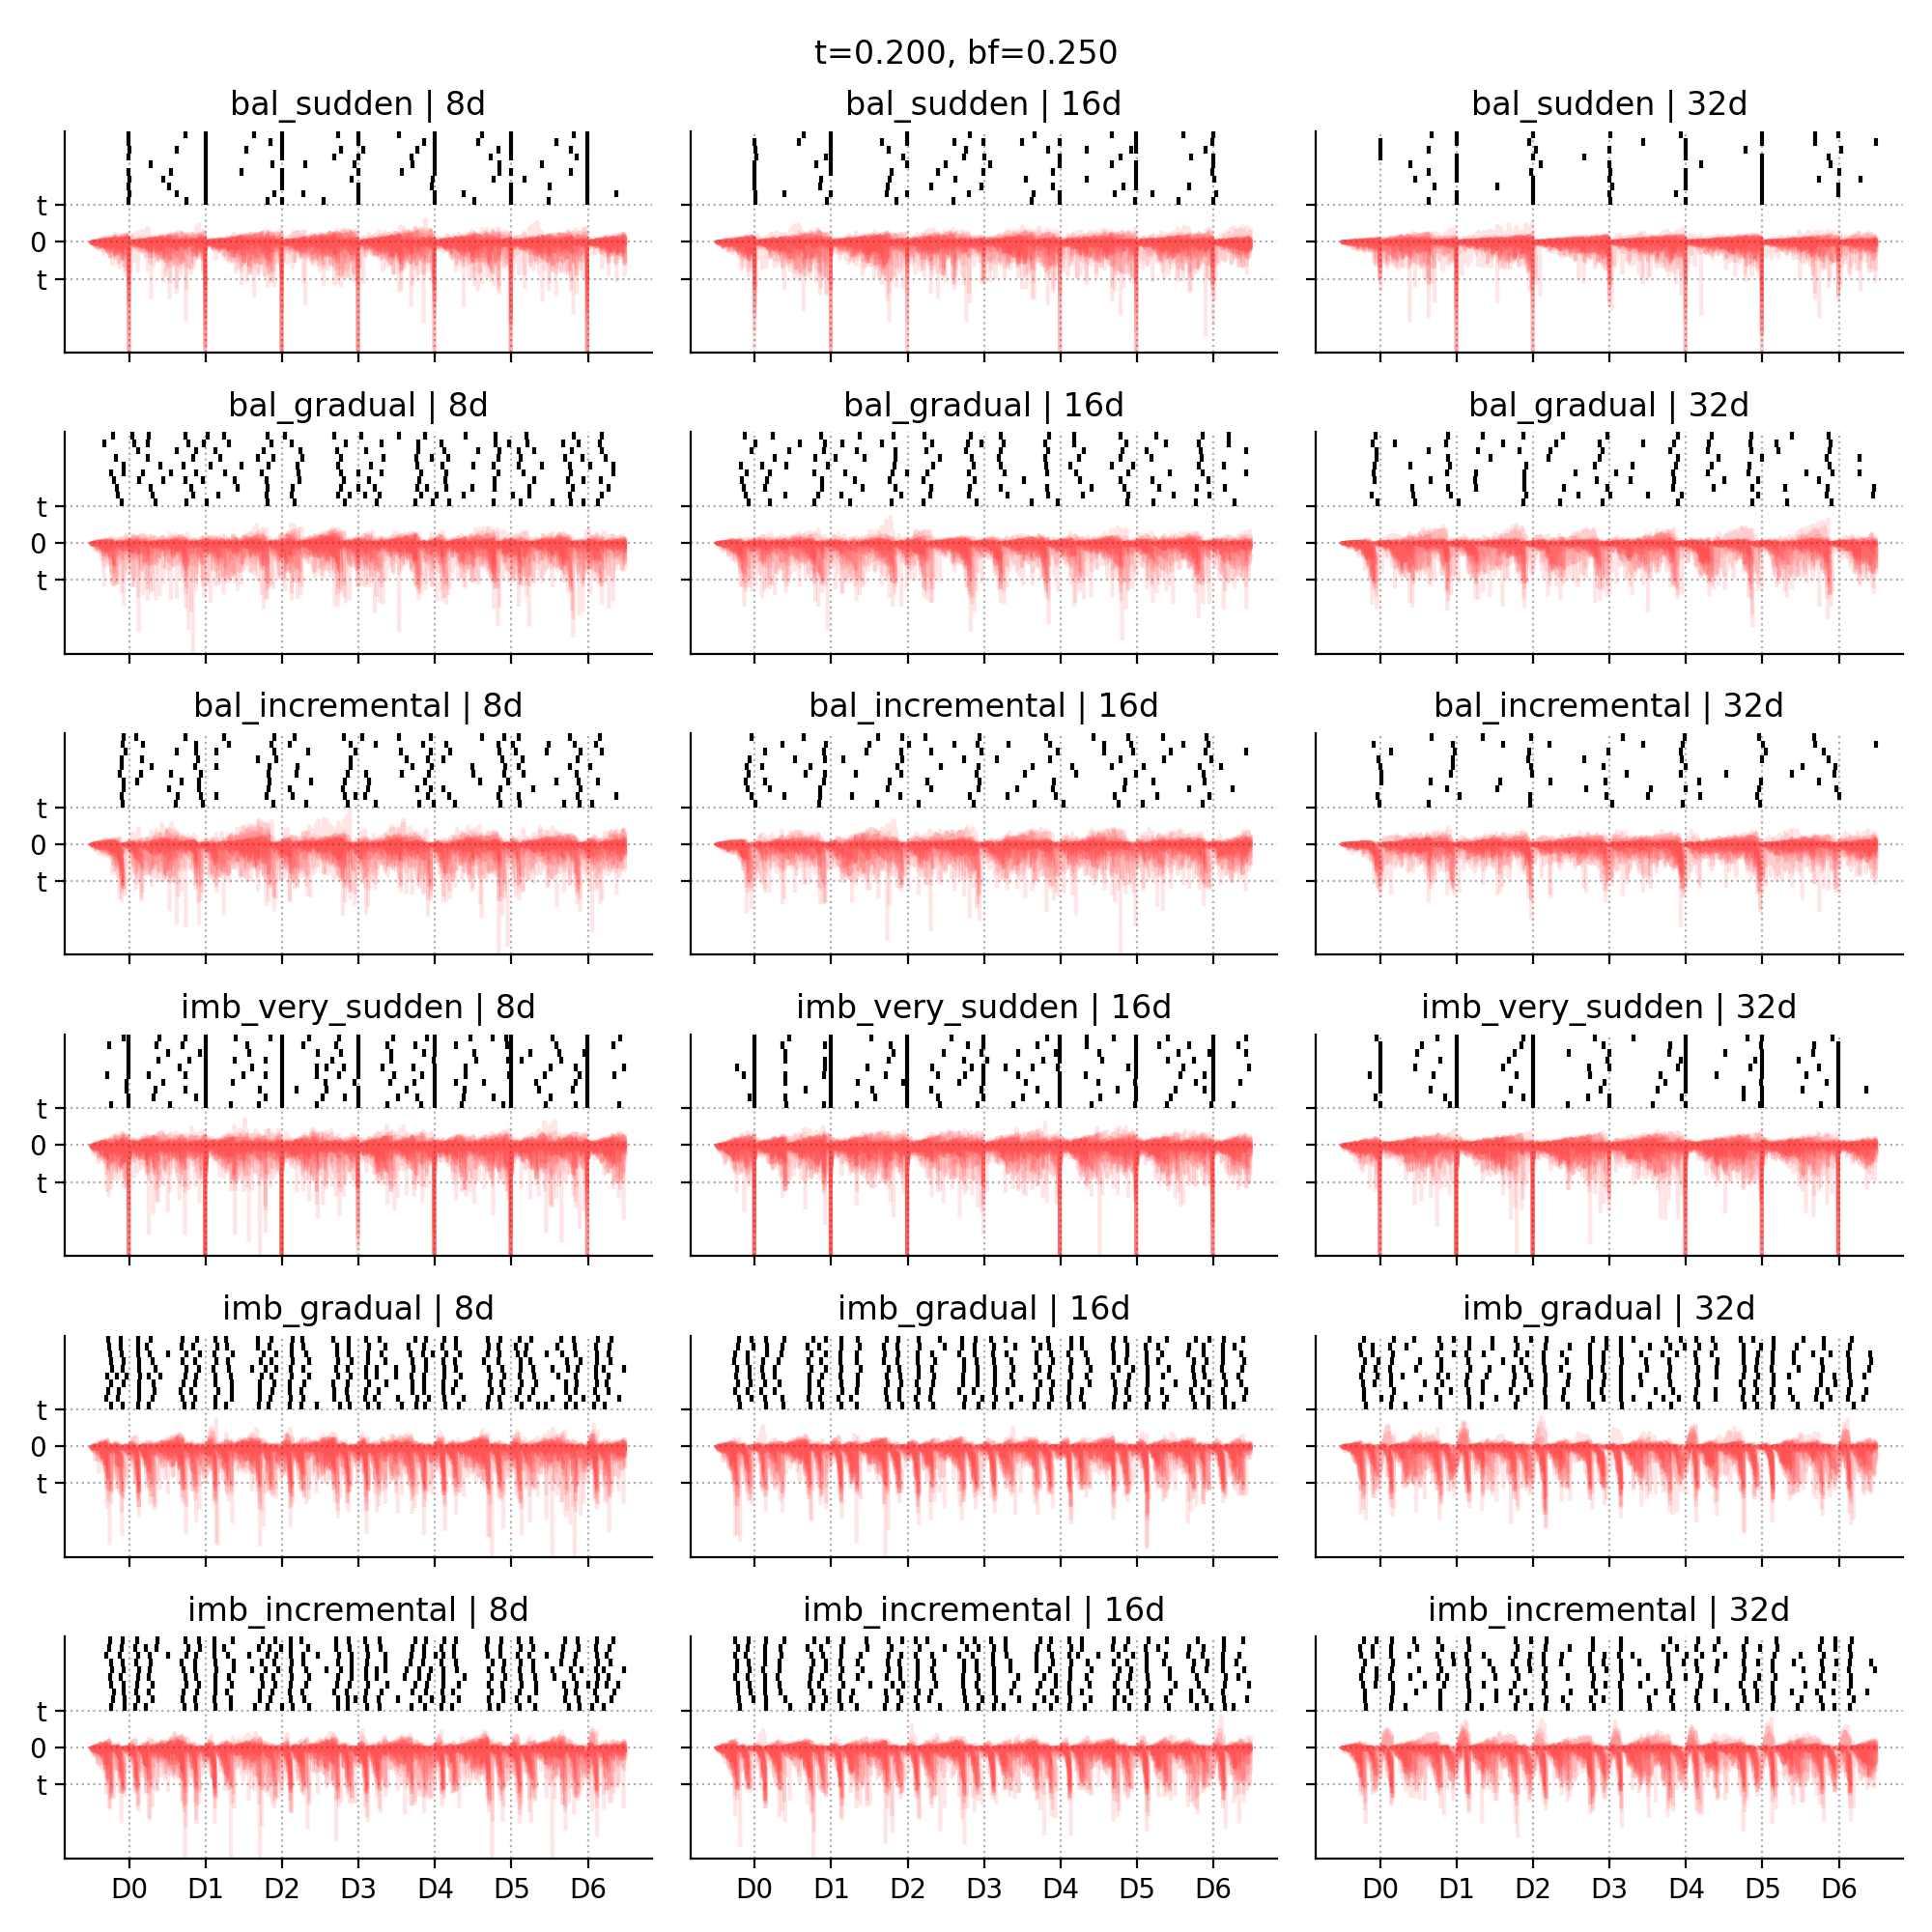 t=0.200, bf=0.250
bal_sudden | 8d
bal_sudden | 16d
bal_sudden | 32d
t
0
t
bal_gradual | 8d
bal_gradual | 16d
bal_gradual | 32d
t
0
t
bal_incremental | 8d
bal_incremental | 16d
bal_incremental | 32d
t
0
t
imb_very_sudden | 8d
imb_very_sudden | 16d
imb_very_sudden | 32d
t
0
t
imb_gradual | 8d
imb_gradual | 16d
imb_gradual | 32d
t
0
t
imb_incremental | 8d
imb_incremental | 16d
imb_incremental | 32d
t
0
t
D0 D1 D2 D3 D4 D5 D6
D0 D1 D2 D3 D4 D5 D6
D0 D1 D2 D3 D4 D5 D6